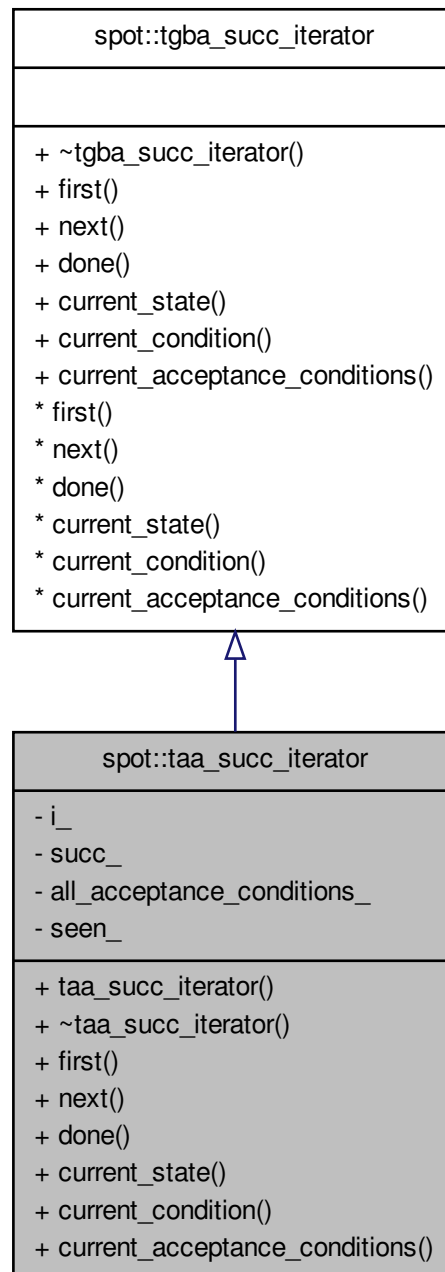 spot::tgba_succ_iterator
+ ~tgba_succ_iterator()
+ first()
+ next()
+ done()
+ current_state()
+ current_condition()
+ current_acceptance_conditions()
* first()
* next()
* done()
* current_state()
* current_condition()
* current_acceptance_conditions()
spot::taa_succ_iterator
- i_
- succ_
- all_acceptance_conditions_
- seen_
+ taa_succ_iterator()
+ ~taa_succ_iterator()
+ first()
+ next()
+ done()
+ current_state()
+ current_condition()
+ current_acceptance_conditions()